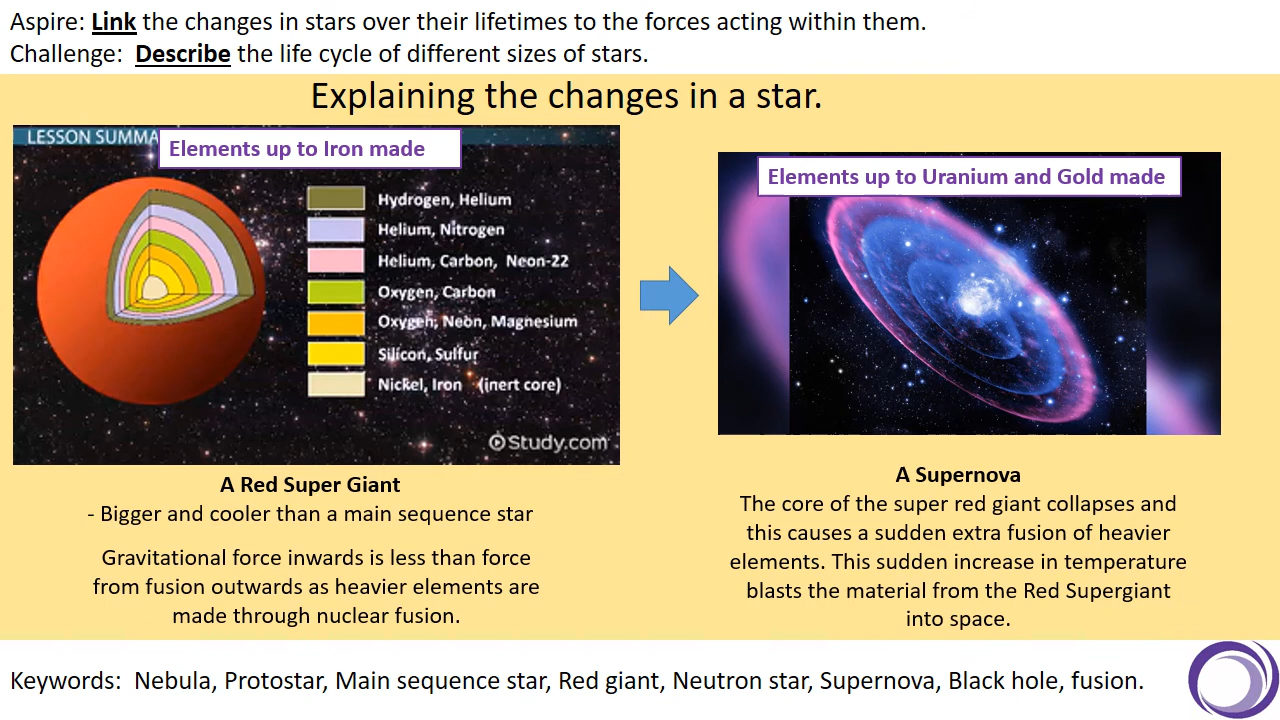 Aspire: Link the changes in stars over their lifetimes to the forces acting within them.
Challenge: Describe the life cycle of different sizes of stars.
Explaining the changes in a star.
LESSON SUMMA
Elements up to Iron made
Hydrogen, Helium
Helium, Nitrogen
Helium, Carbon, Neon-22
Oxygen, Carbon
Oxygen, Neon, Magnesium
Silicon, Sulfur
Nickel, Iron (inert core)
Study.com
A Red Super Giant
- Bigger and cooler than a main sequence star
Gravitational force inwards is less than force
from fusion outwards as heavier elements are
made through nuclear fusion.
Elements up to Uranium and Gold made
A Supernova
The core of the super red giant collapses and
this causes a sudden extra fusion of heavier
elements. This sudden increase in temperature
blasts the material from the Red Supergiant
into space.
Keywords: Nebula, Protostar, Main sequence star, Red giant, Neutron star, Supernova, Black hole, fusion.